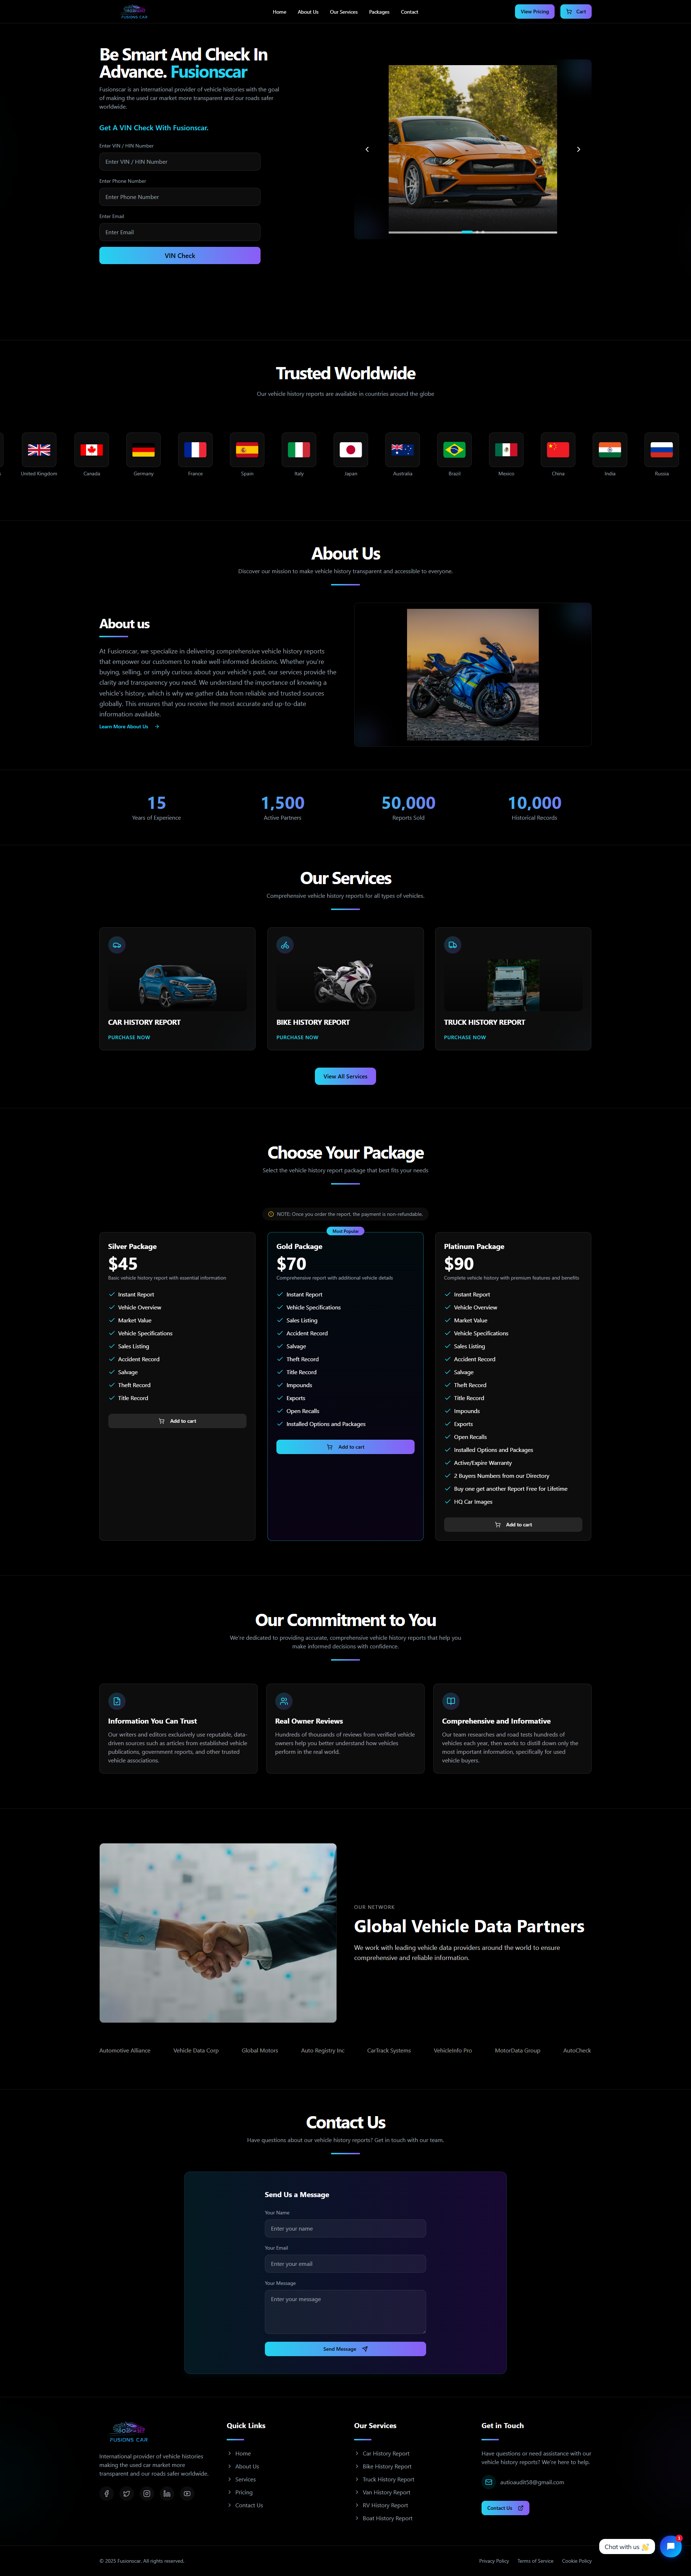 FUSIONS CAR
Home
About Us
Our Services
Packages
Contact
View Pricing
Cart
Be Smart And Check In
Advance. Fusionscar
Fusionscar is an international provider of vehicle histories with the goal
of making the used car market more transparent and our roads safer
worldwide.
Get A VIN Check With Fusionscar.
Enter VIN / HIN Number
Enter VIN / HIN Number
Enter Phone Number
Enter Phone Number
Enter Email
Enter Email
VIN Check
Trusted Worldwide
Our vehicle history reports are available in countries around the globe
United Kingdom
Canada
Germany
France
Spain
Italy
Japan
Australia
Brazil
Mexico
China
India
Russia
About Us
Discover our mission to make vehicle history transparent and accessible to everyone.
About us
At Fusionscar, we specialize in delivering comprehensive vehicle history reports
that empower our customers to make well-informed decisions. Whether you're
buying, selling, or simply curious about your vehicle's past, our services provide the
clarity and transparency you need. We understand the importance of knowing a
vehicle's history, which is why we gather data from reliable and trusted sources
globally. This ensures that you receive the most accurate and up-to-date
information available.
Learn More About Us
15
Years of Experience
1,500
Active Partners
50,000
Reports Sold
10,000
Historical Records
Our Services
Comprehensive vehicle history reports for all types of vehicles.
CAR HISTORY REPORT
PURCHASE NOW
BIKE HISTORY REPORT
PURCHASE NOW
TRUCK HISTORY REPORT
PURCHASE NOW
View All Services
Choose Your Package
Select the vehicle history report package that best fits your needs
NOTE: Once you order the report, the payment is non-refundable.
Silver Package
$45
Basic vehicle history report with essential information
Instant Report
Vehicle Overview
Market Value
Vehicle Specifications
Sales Listing
Accident Record
Salvage
Theft Record
Title Record
Add to cart
Most Popular
Gold Package
$70
Comprehensive report with additional vehicle details
Instant Report
Vehicle Specifications
Sales Listing
Accident Record
Salvage
Theft Record
Title Record
Impounds
Exports
Open Recalls
Installed Options and Packages
Add to cart
Platinum Package
$90
Complete vehicle history with premium features and benefits
Instant Report
Vehicle Overview
Market Value
Vehicle Specifications
Sales Listing
Accident Record
Salvage
Theft Record
Title Record
Impounds
Exports
Open Recalls
Installed Options and Packages
Active/Expire Warranty
2 Buyers Numbers from our Directory
Buy one get another Report Free for Lifetime
HQ Car Images
Add to cart
Our Commitment to You
We're dedicated to providing accurate, comprehensive vehicle history reports that help you
make informed decisions with confidence.
Information You Can Trust
Our writers and editors exclusively use reputable, data-
driven sources such as articles from established vehicle
publications, government reports, and other trusted
vehicle associations.
Real Owner Reviews
Hundreds of thousands of reviews from verified vehicle
owners help you better understand how vehicles
perform in the real world.
Comprehensive and Informative
Our team researches and road tests hundreds of
vehicles each year, then works to distill down only the
most important information, specifically for used
vehicle buyers.
OUR NETWORK
Global Vehicle Data Partners
We work with leading vehicle data providers around the world to ensure
comprehensive and reliable information.
Automotive Alliance
Vehicle Data Corp
Global Motors
Auto Registry Inc
CarTrack Systems
VehicleInfo Pro
MotorData Group
AutoCheck
Contact Us
Have questions about our vehicle history reports? Get in touch with our team.
Send Us a Message
Your Name
Enter your name
Your Email
Enter your email
Your Message
Enter your message
Send Message
FUSIONS CAR
International provider of vehicle histories
making the used car market more
transparent and our roads safer worldwide.
Quick Links
Home
About Us
Services
Pricing
Contact Us
Our Services
Car History Report
Bike History Report
Truck History Report
Van History Report
RV History Report
Boat History Report
Get in Touch
Have questions or need assistance with our
vehicle history reports? We're here to help.
autioaudit58@gmail.com
Contact Us
Chat with us 👋
© 2025 Fusionscar. All rights reserved.
Privacy Policy
Terms of Service
Cookie Policy